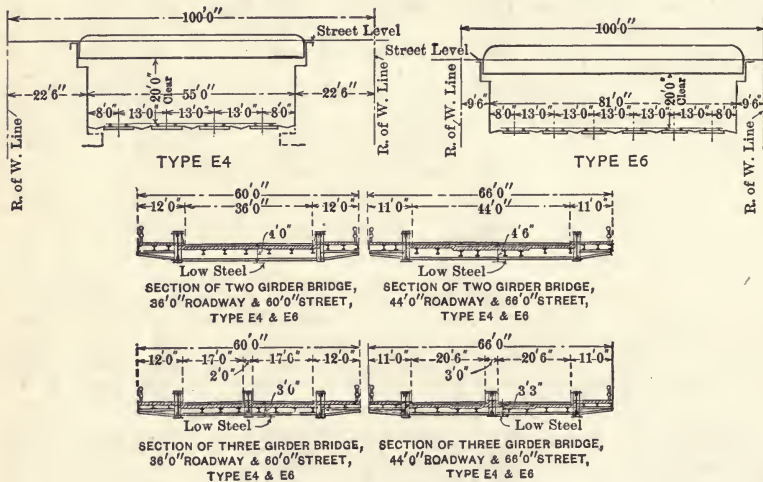 100'0"
Street Level
22'6"
55'0"
22'6"
20'0"
Clear
8'0" 13'0" 13'0" 13'0" 8'0"
R. of W. Line
R. of W. Line
TYPE E4
100'0"
Street Level
9'6"
81'0"
9'6"
20'0"
Clear
8'0" 13'0" 13'0" 13'0" 13'0" 13'0" 8'0"
R. of W. Line
R. of W. Line
TYPE E6
60'0"
12'0" 36'0" 12'0"
4'0"
Low Steel
SECTION OF TWO GIRDER BRIDGE,
36'0" ROADWAY & 60'0" STREET,
TYPE E4 & E6
66'0"
11'0" 44'0" 11'0"
4'6"
Low Steel
SECTION OF TWO GIRDER BRIDGE,
44'0" ROADWAY & 66'0" STREET,
TYPE E4 & E6
60'0"
12-0" 17-0" 17-0" 12-0"
2'0"
3'0"
Low Steel
SECTION OF THREE GIRDER BRIDGE,
36'0" ROADWAY & 60'0" STREET,
TYPE E4 & E6
66'0"
11-0" 20'6" 20'6" 11-0"
3'0"
3'3"
Low Steel
SECTION OF THREE GIRDER BRIDGE,
44'0" ROADWAY & 66'0" STREET,
TYPE E4 & E6